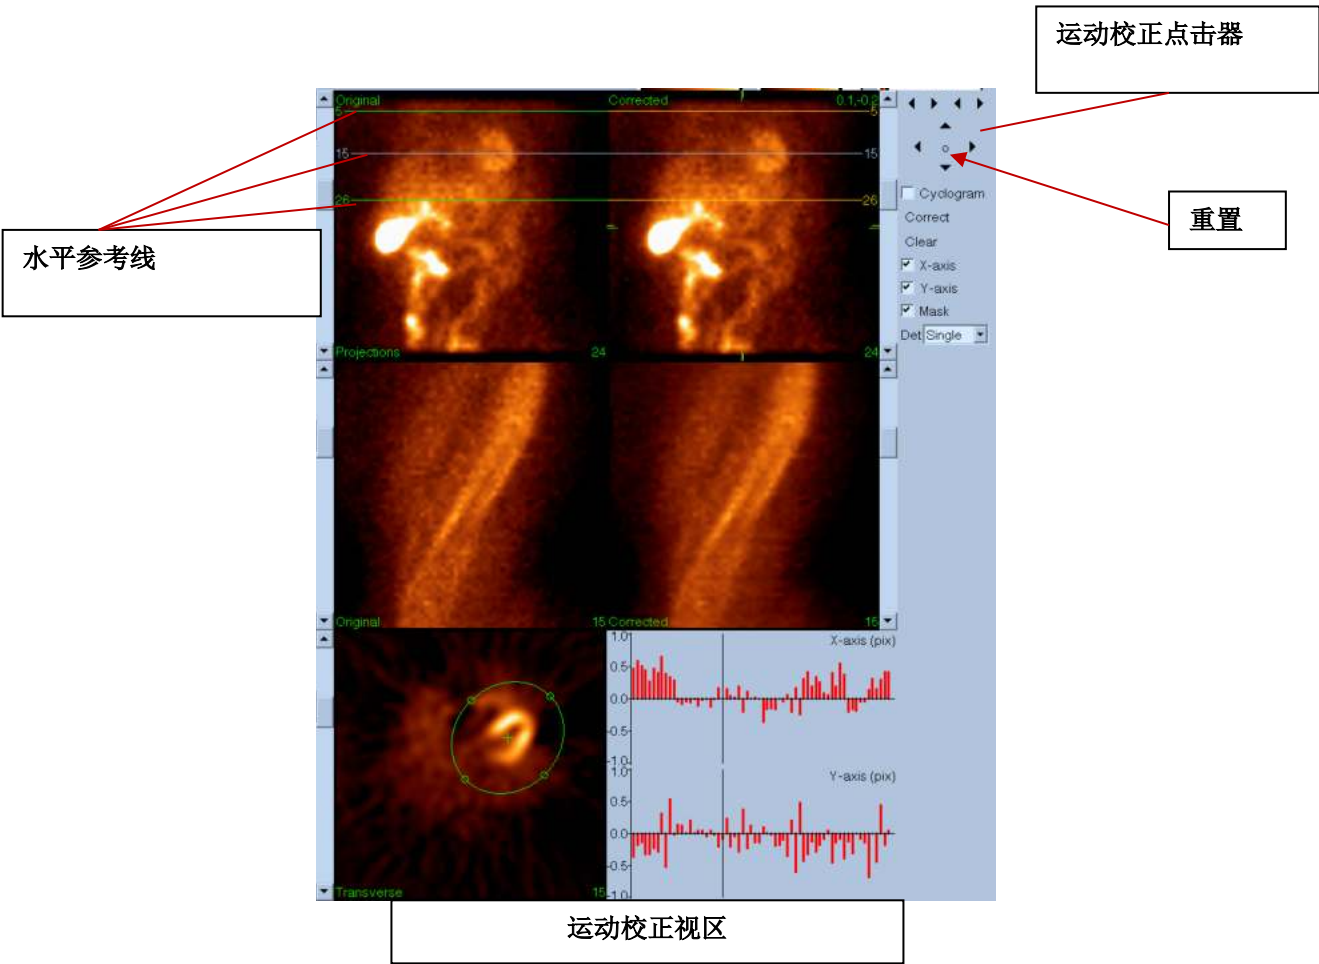 运动校正点击器
Original
Corrected
0.1,-0.2
5
5
15
15
26
26
Cyclogram
Correct
重置
Clear
水平参考线
X-axis
Y-axis
Mask
Det
Single
Projections
24
24
Original
15
Corrected
16
1.0
X-axis (pix)
0.5
0.0
-0.5
-1.0
1.0
Y-axis (pix)
0.5
0.0
-0.5
Transverse
15
-1.0
运动校正视区